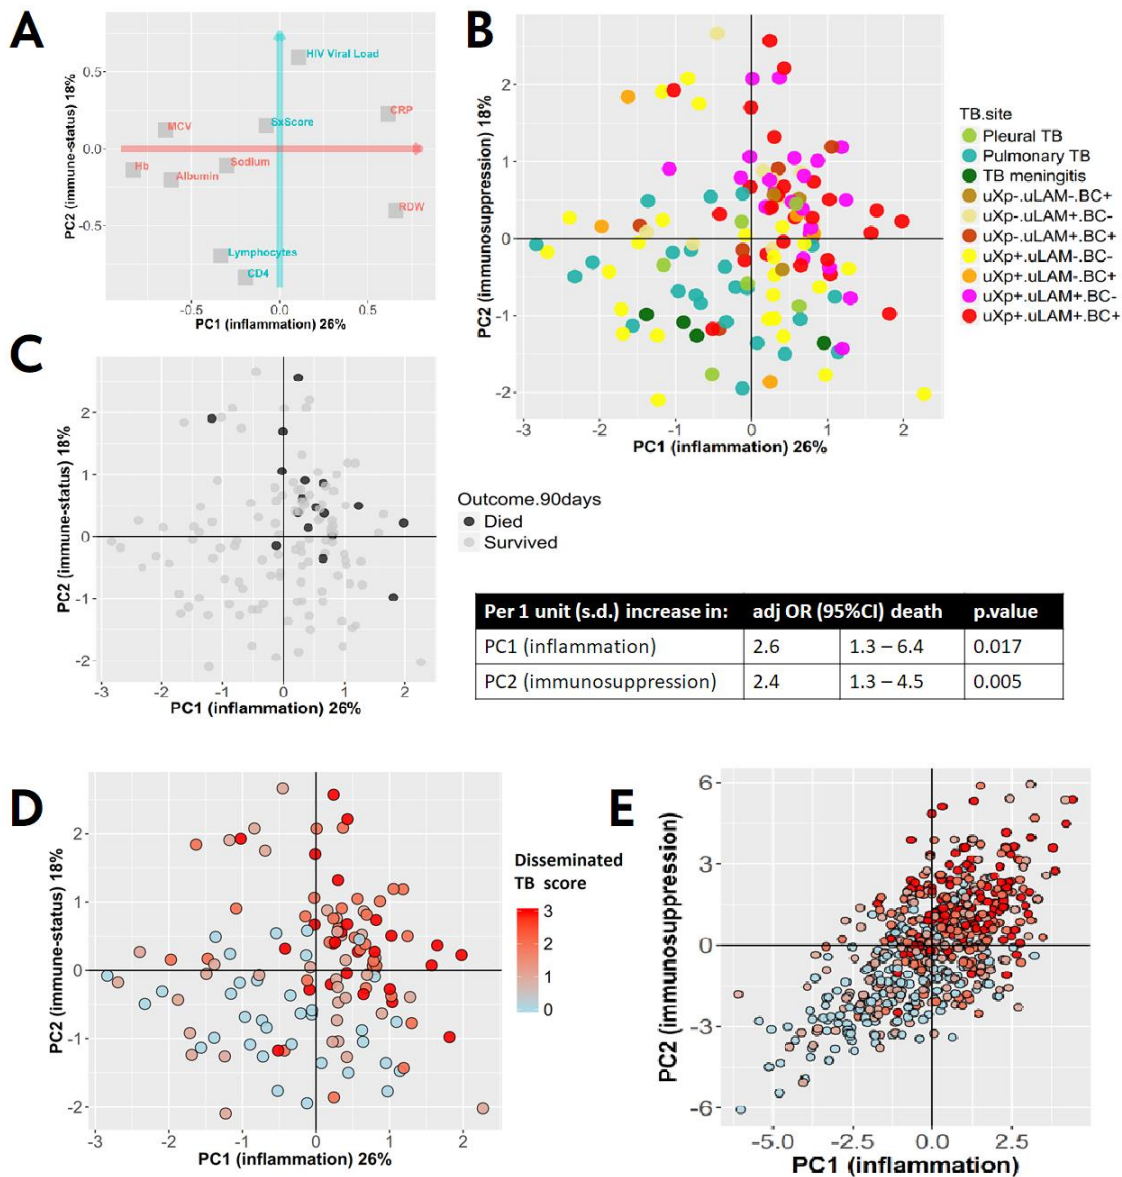 A
0.5
0.0
-0.5
PC2 (immune-status) 18%
HIV Viral Load
CRP
SxScore
MCV
Hb
Sodium
Albumin
RDW
Lymphocytes
CD4
-0.5
0.0
0.5
PC1 (inflammation) 26%
B
2
1
0
-1
-2
PC2 (immunosuppression) 18%
-3
-2
-1
0
1
2
PC1 (inflammation) 26%
TB.site
Pleural TB
Pulmonary TB
TB meningitis
uXp-.uLAM-.BC+
uXp-.uLAM+.BC-
uXp-.uLAM+.BC+
uXp+.uLAM-.BC-
uXp+.uLAM-.BC+
uXp+.uLAM+.BC-
uXp+.uLAM+.BC+
C
2
1
0
-1
-2
PC2 (immune-status) 18%
-3
-2
-1
0
1
2
PC1 (inflammation) 26%
Outcome.90days
Died
Survived
Per 1 unit (s.d.) increase in: adj OR (95%CI) death p.value
PC1 (inflammation) 2.6 1.3 – 6.4 0.017
PC2 (immunosuppression) 2.4 1.3 – 4.5 0.005
D
2
1
0
-1
-2
PC2 (immune-status) 18%
-3
-2
-1
0
1
2
PC1 (inflammation) 26%
Disseminated
TB score
3
2
1
0
E
6
3
0
-3
-6
PC2 (immunosuppression)
-5.0
-2.5
0.0
2.5
PC1 (inflammation)